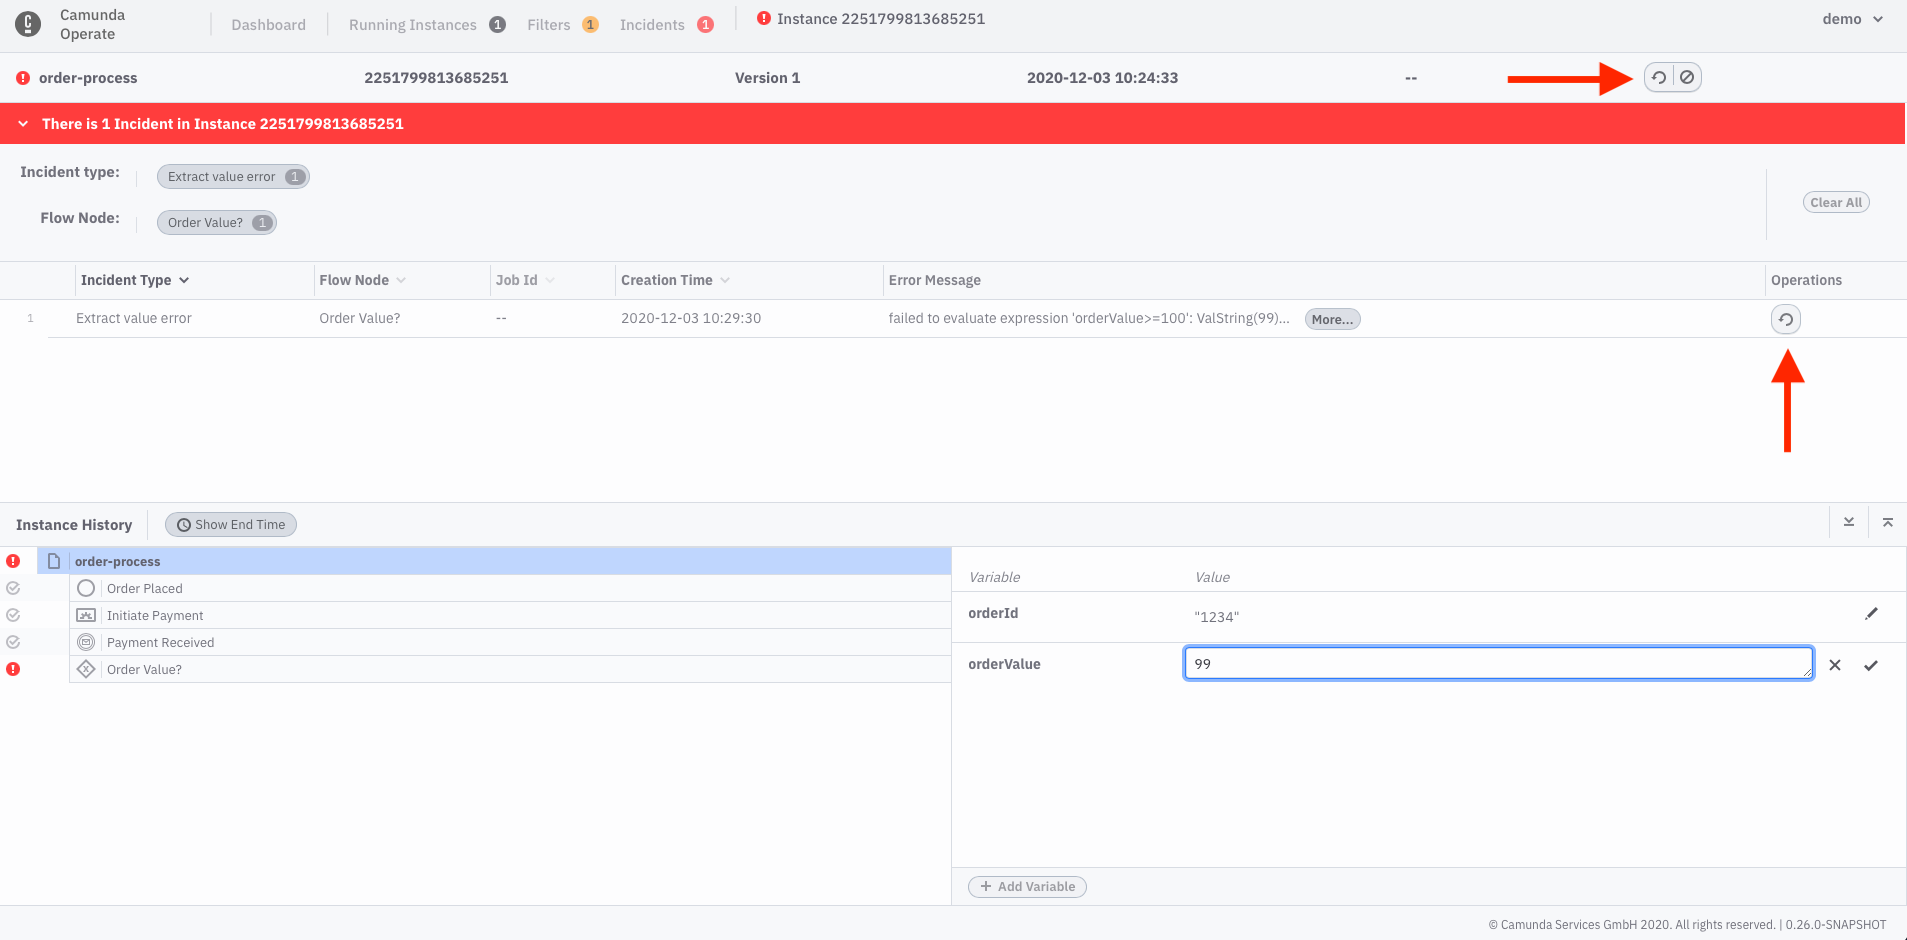 Camunda
Operate
Dashboard
Running Instances 1
Filters 1
Incidents 1
Instance 2251799813685251
demo
order-process 2251799813685251 Version 1 2020-12-03 10:24:33 --
There is 1 Incident in Instance 2251799813685251
Incident type: Extract value error 1
Flow Node: Order Value? 1
Clear All
Incident Type Flow Node Job Id Creation Time Error Message Operations
1 Extract value error Order Value? -- 2020-12-03 10:29:30 failed to evaluate expression 'orderValue>=100': ValString(99)... More...
Instance History Show End Time
order-process
Order Placed
Initiate Payment
Payment Received
Order Value?
Variable Value
orderId "1234"
orderValue 99
+ Add Variable
© Camunda Services GmbH 2020. All rights reserved. | 0.26.0-SNAPSHOT